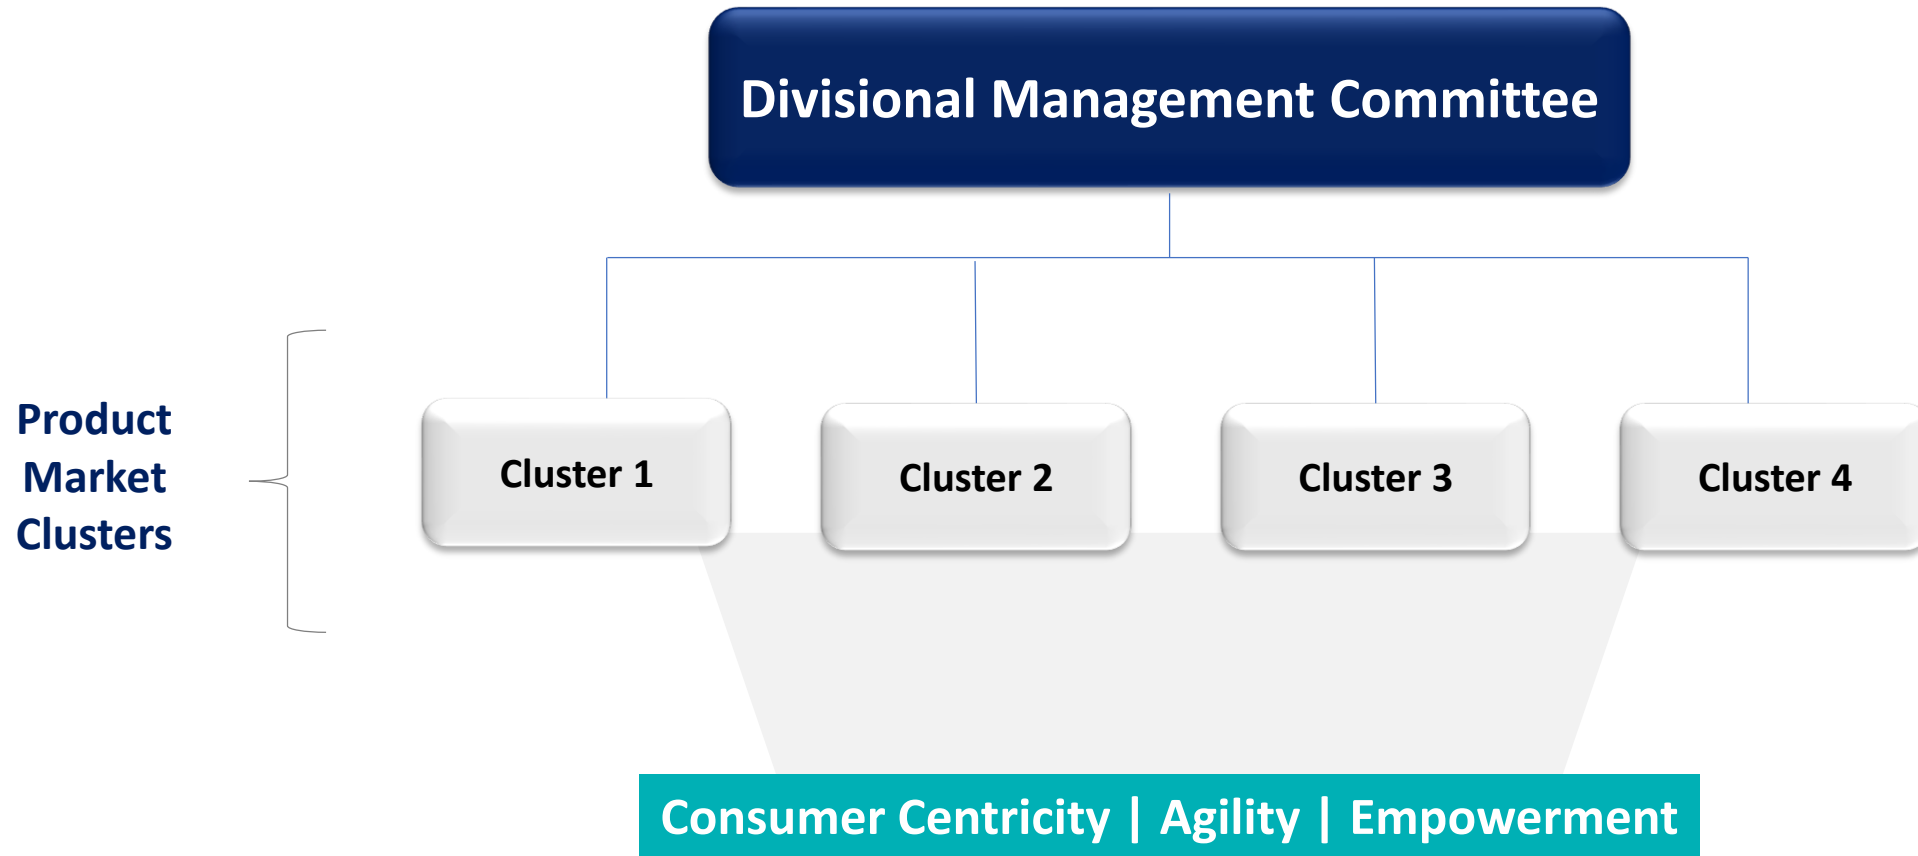 Divisional Management Committee
Product
Market
Clusters
Cluster 1
Cluster 2
Cluster 3
Cluster 4
Consumer Centricity | Agility | Empowerment